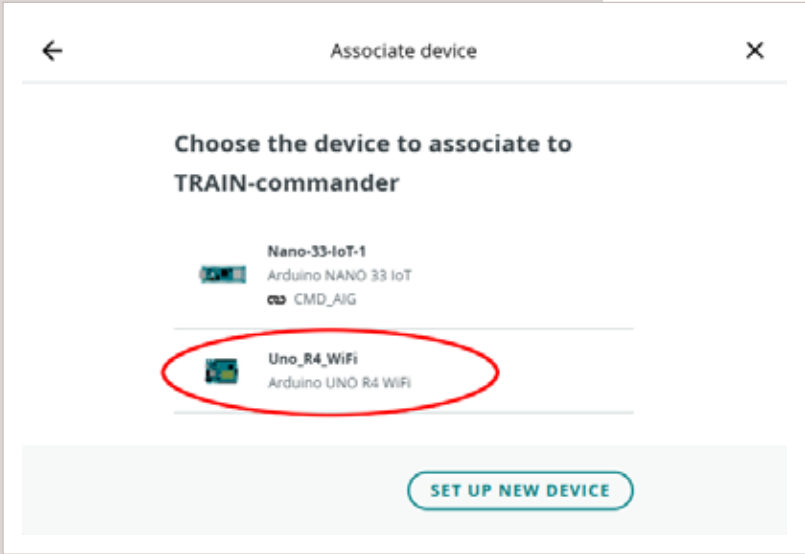 Associate device
Choose the device to associate to
TRAIN-commander
Nano-33-IoT-1
Arduino NANO 33 IoT
CMD_AIG
Uno_R4_WiFi
Arduino UNO R4 WiFi
SET UP NEW DEVICE